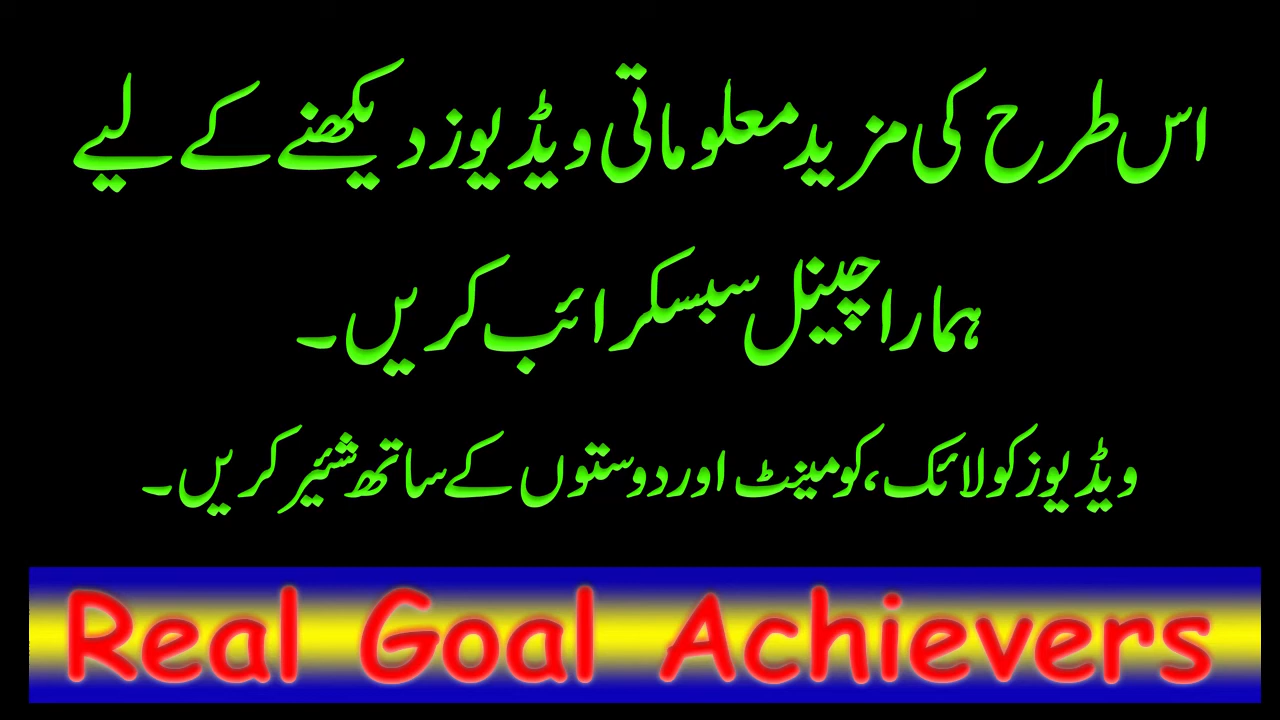 اس طرح کی مزید معلوماتی ویڈیوز دیکھنے کے لیے
ہمارا چینل سبسکرائب کریں۔
ویڈیوز کو لائک، کومینٹ اور دوستوں کے ساتھ شئیر کریں۔
Real Goal Achievers